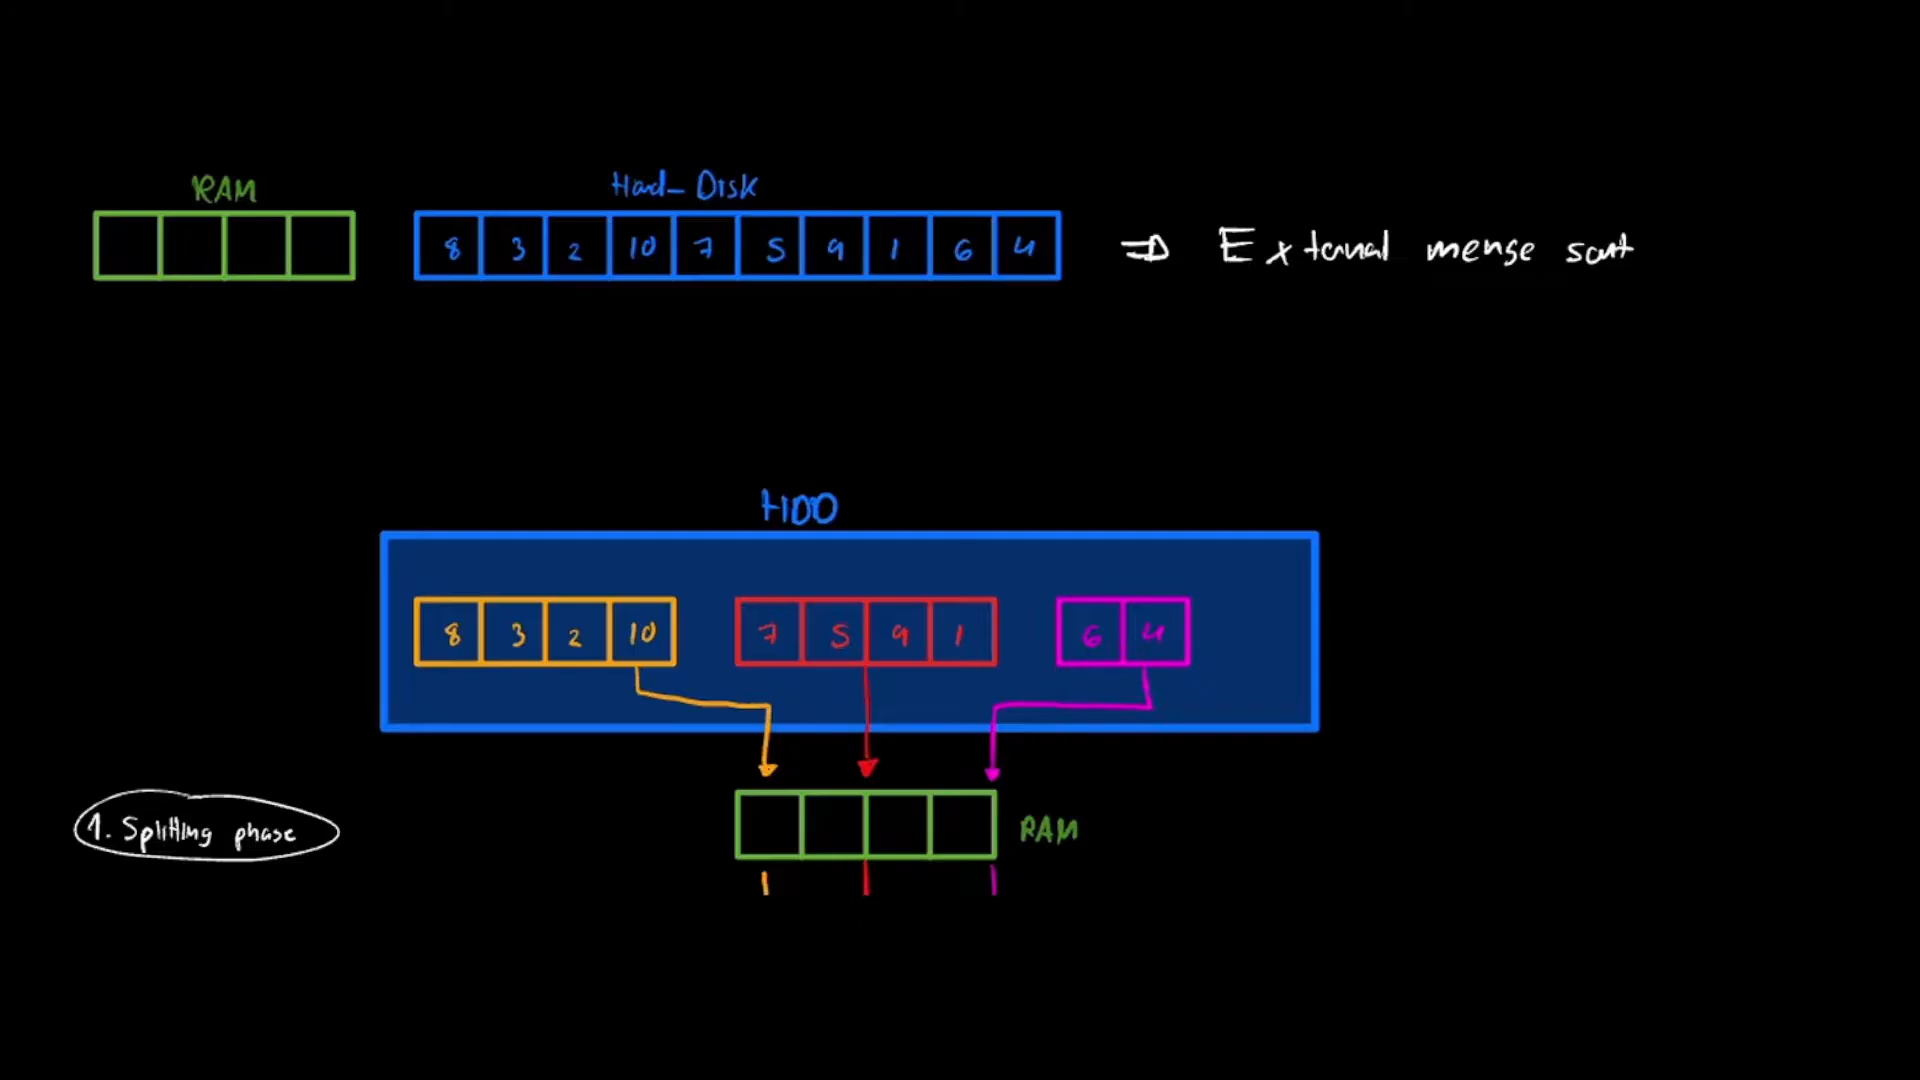 RAM
Hard-Disk
8 3 2 10 7 5 9 1 6 4
⇒ External merge sort
HDD
8 3 2 10 7 5 9 1 6 4
RAM
1. Splitting phase